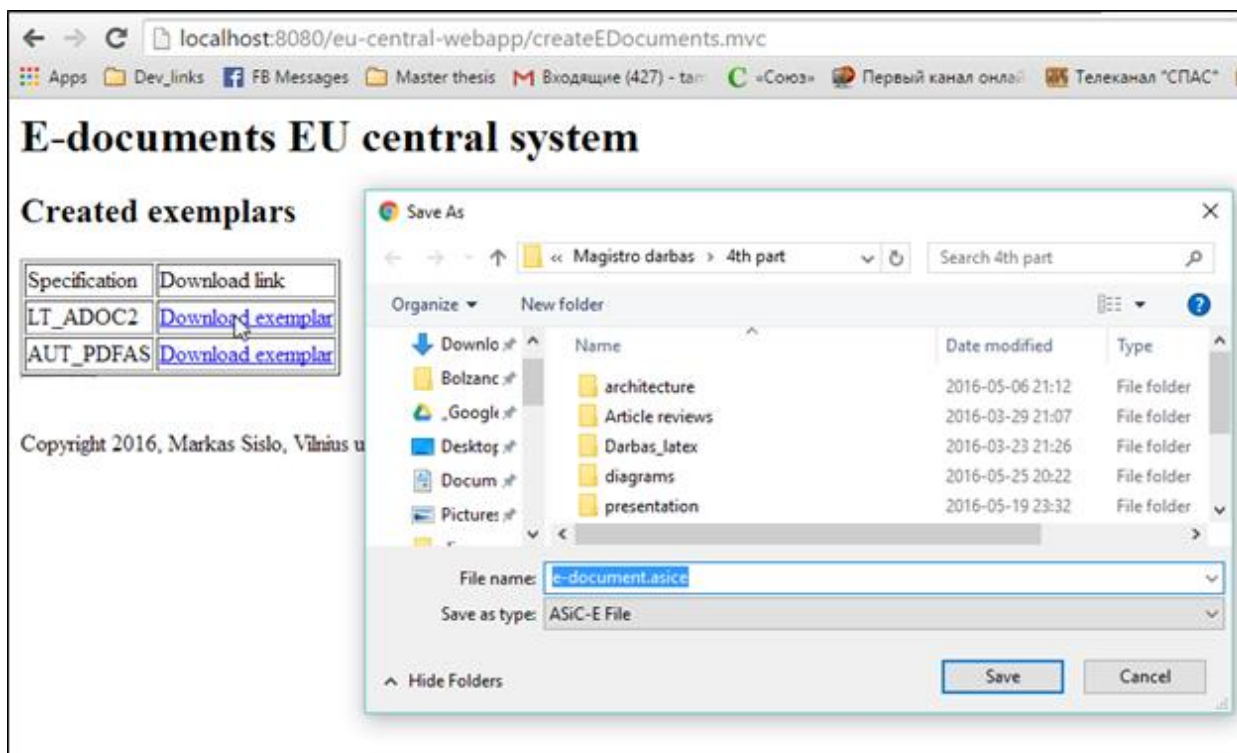 localhost:8080/eu-central-webapp/createEDocuments.mvc
Apps Dev_links FB Messages Master thesis Входящие (427) - tam «Союз» Первый канал онлай Телеканал "СПАС"
E-documents EU central system
Created exemplars
Specification Download link
LT_ADOC2 Download exemplar
AUT_PDFAS Download exemplar
Copyright 2016, Markas Sislo, Vilnius u
Save As
« Magistro darbas › 4th part
Search 4th part
Organize
New folder
Name Date modified Type
Downlo
Bolzanc
_Google
Desktop
Docum
Pictures
architecture 2016-05-06 21:12 File folder
Article reviews 2016-03-29 21:07 File folder
Darbas_latex 2016-03-23 21:26 File folder
diagrams 2016-05-25 20:22 File folder
presentation 2016-05-19 23:32 File folder
File name: e-document.asice
Save as type: ASiC-E File
Hide Folders
Save
Cancel